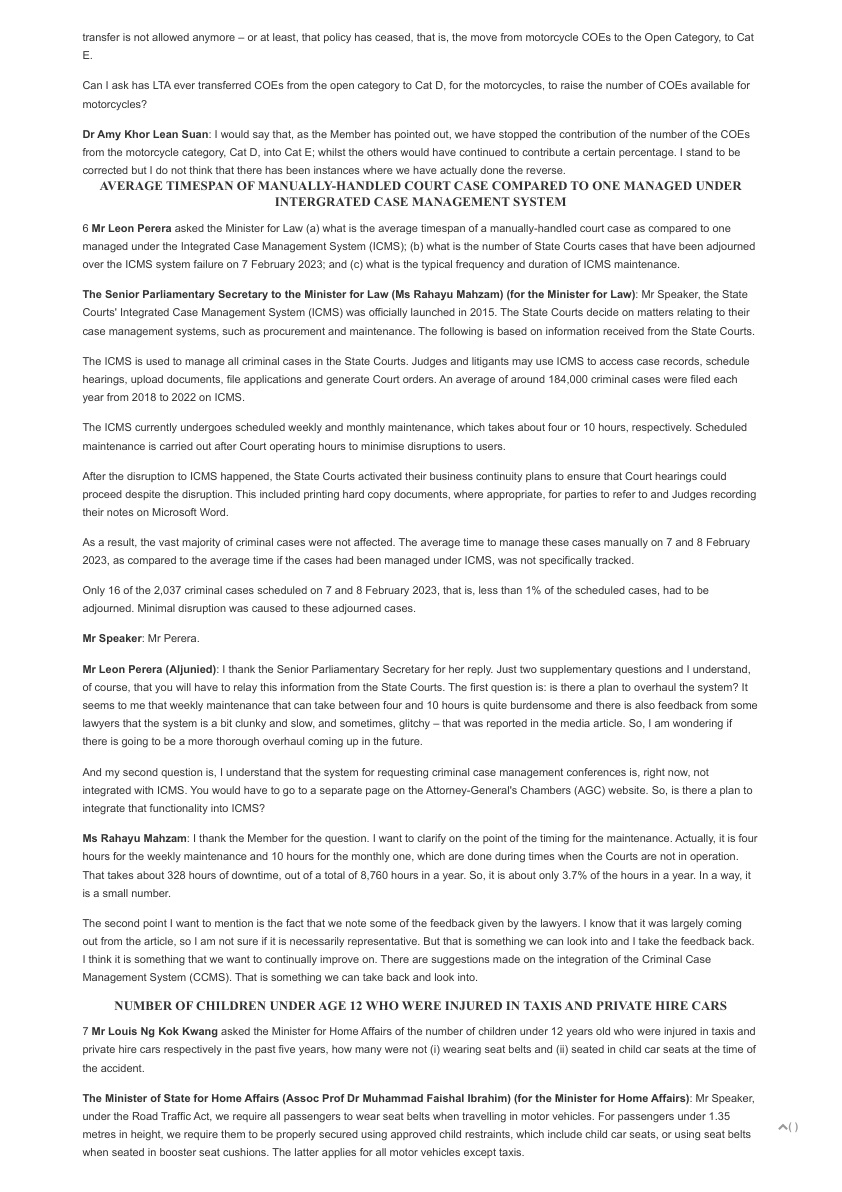 transfer is not allowed anymore – or at least, that policy has ceased, that is, the move from motorcycle COEs to the Open Category, to Cat
E.
Can I ask has LTA ever transferred COEs from the open category to Cat D, for the motorcycles, to raise the number of COEs available for
motorcycles?
Dr Amy Khor Lean Suan: I would say that, as the Member has pointed out, we have stopped the contribution of the number of the COEs
from the motorcycle category, Cat D, into Cat E; whilst the others would have continued to contribute a certain percentage. I stand to be
corrected but I do not think that there has been instances where we have actually done the reverse.
AVERAGE TIMESPAN OF MANUALLY-HANDLED COURT CASE COMPARED TO ONE MANAGED UNDER
INTERGRATED CASE MANAGEMENT SYSTEM
6 Mr Leon Perera asked the Minister for Law (a) what is the average timespan of a manually-handled court case as compared to one
managed under the Integrated Case Management System (ICMS); (b) what is the number of State Courts cases that have been adjourned
over the ICMS system failure on 7 February 2023; and (c) what is the typical frequency and duration of ICMS maintenance.
The Senior Parliamentary Secretary to the Minister for Law (Ms Rahayu Mahzam) (for the Minister for Law): Mr Speaker, the State
Courts' Integrated Case Management System (ICMS) was officially launched in 2015. The State Courts decide on matters relating to their
case management systems, such as procurement and maintenance. The following is based on information received from the State Courts.
The ICMS is used to manage all criminal cases in the State Courts. Judges and litigants may use ICMS to access case records, schedule
hearings, upload documents, file applications and generate Court orders. An average of around 184,000 criminal cases were filed each
year from 2018 to 2022 on ICMS.
The ICMS currently undergoes scheduled weekly and monthly maintenance, which takes about four or 10 hours, respectively. Scheduled
maintenance is carried out after Court operating hours to minimise disruptions to users.
After the disruption to ICMS happened, the State Courts activated their business continuity plans to ensure that Court hearings could
proceed despite the disruption. This included printing hard copy documents, where appropriate, for parties to refer to and Judges recording
their notes on Microsoft Word.
As a result, the vast majority of criminal cases were not affected. The average time to manage these cases manually on 7 and 8 February
2023, as compared to the average time if the cases had been managed under ICMS, was not specifically tracked.
Only 16 of the 2,037 criminal cases scheduled on 7 and 8 February 2023, that is, less than 1% of the scheduled cases, had to be
adjourned. Minimal disruption was caused to these adjourned cases.
Mr Speaker: Mr Perera.
Mr Leon Perera (Aljunied): I thank the Senior Parliamentary Secretary for her reply. Just two supplementary questions and I understand,
of course, that you will have to relay this information from the State Courts. The first question is: is there a plan to overhaul the system? It
seems to me that weekly maintenance that can take between four and 10 hours is quite burdensome and there is also feedback from some
lawyers that the system is a bit clunky and slow, and sometimes, glitchy – that was reported in the media article. So, I am wondering if
there is going to be a more thorough overhaul coming up in the future.
And my second question is, I understand that the system for requesting criminal case management conferences is, right now, not
integrated with ICMS. You would have to go to a separate page on the Attorney-General's Chambers (AGC) website. So, is there a plan to
integrate that functionality into ICMS?
Ms Rahayu Mahzam: I thank the Member for the question. I want to clarify on the point of the timing for the maintenance. Actually, it is four
hours for the weekly maintenance and 10 hours for the monthly one, which are done during times when the Courts are not in operation.
That takes about 328 hours of downtime, out of a total of 8,760 hours in a year. So, it is about only 3.7% of the hours in a year. In a way, it
is a small number.
The second point I want to mention is the fact that we note some of the feedback given by the lawyers. I know that it was largely coming
out from the article, so I am not sure if it is necessarily representative. But that is something we can look into and I take the feedback back.
I think it is something that we want to continually improve on. There are suggestions made on the integration of the Criminal Case
Management System (CCMS). That is something we can take back and look into.
NUMBER OF CHILDREN UNDER AGE 12 WHO WERE INJURED IN TAXIS AND PRIVATE HIRE CARS
7 Mr Louis Ng Kok Kwang asked the Minister for Home Affairs of the number of children under 12 years old who were injured in taxis and
private hire cars respectively in the past five years, how many were not (i) wearing seat belts and (ii) seated in child car seats at the time of
the accident.
The Minister of State for Home Affairs (Assoc Prof Dr Muhammad Faishal Ibrahim) (for the Minister for Home Affairs): Mr Speaker,
under the Road Traffic Act, we require all passengers to wear seat belts when travelling in motor vehicles. For passengers under 1.35
metres in height, we require them to be properly secured using approved child restraints, which include child car seats, or using seat belts
when seated in booster seat cushions. The latter applies for all motor vehicles except taxis.
( )